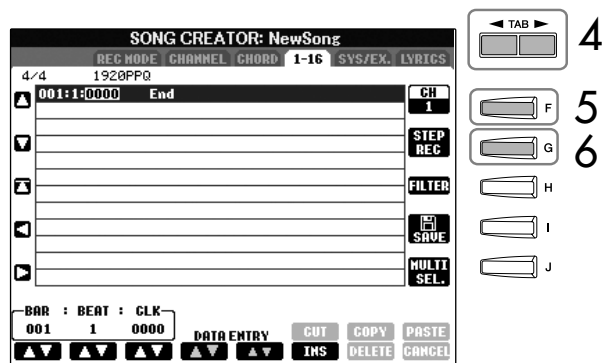 SONG CREATOR: NewSong
REC MODE CHANNEL CHORD 1-16 SYS/EX. LYRICS
4/4 1920PPQ
001:1:0000 End
CH
1
STEP
REC
FILTER
SAVE
MULTI
SEL.
BAR : BEAT : CLK
001 1 0000
DATA ENTRY
CUT COPY PASTE
INS DELETE CANCEL
◄ TAB ►
4
F
5
G
6
H
I
J